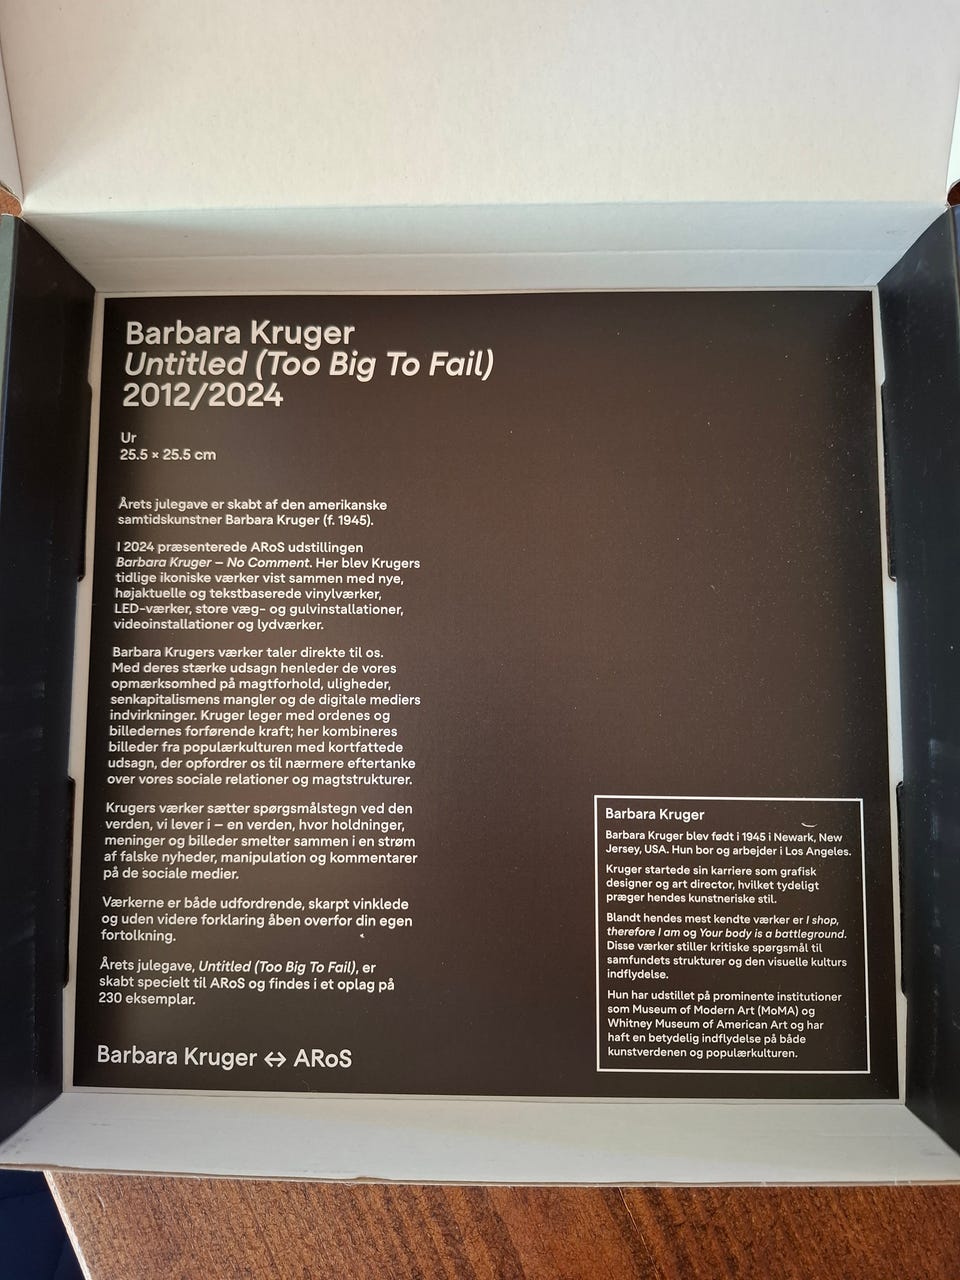 Barbara Kruger
Untitled (Too Big To Fail)
2012/2024
Ur
25.5 × 25.5 cm
Årets julegave er skabt af den amerikanske
samtidskunstner Barbara Kruger (f. 1945).
I 2024 præsenterede ARoS udstillingen
Barbara Kruger – No Comment. Her blev Krugers
tidlige ikoniske værker vist sammen med nye,
højaktuelle og tekstbaserede vinylværker,
LED-værker, store væg- og gulvinstallationer,
videoinstallationer og lydværker.
Barbara Krugers værker taler direkte til os.
Med deres stærke udsagn henleder de vores
opmærksomhed på magtforhold, uligheder,
senkapitalismens mangler og de digitale mediers
indvirkninger. Kruger leger med ordenes og
billedernes forførende kraft; her kombineres
billeder fra populærkulturen med kortfattede
udsagn, der opfordrer os til nærmere eftertanke
over vores sociale relationer og magtstrukturer.
Krugers værker sætter spørgsmålstegn ved den
verden, vi lever i – en verden, hvor holdninger,
meninger og billeder smelter sammen i en strøm
af falske nyheder, manipulation og kommentarer
på de sociale medier.
Værkerne er både udfordrende, skarpt vinklede
og uden videre forklaring åben overfor din egen
fortolkning.
Årets julegave, Untitled (Too Big To Fail), er
skabt specielt til ARoS og findes i et oplag på
230 eksemplar.
Barbara Kruger ↔ ARoS
Barbara Kruger
Barbara Kruger blev født i 1945 i Newark, New
Jersey, USA. Hun bor og arbejder i Los Angeles.
Kruger startede sin karriere som grafisk
designer og art director, hvilket tydeligt
præger hendes kunstneriske stil.
Blandt hendes mest kendte værker er I shop,
therefore I am og Your body is a battleground.
Disse værker stiller kritiske spørgsmål til
samfundets strukturer og den visuelle kulturs
indflydelse.
Hun har udstillet på prominente institutioner
som Museum of Modern Art (MoMA) og
Whitney Museum of American Art og har
haft en betydelig indflydelse på både
kunstverdenen og populærkulturen.